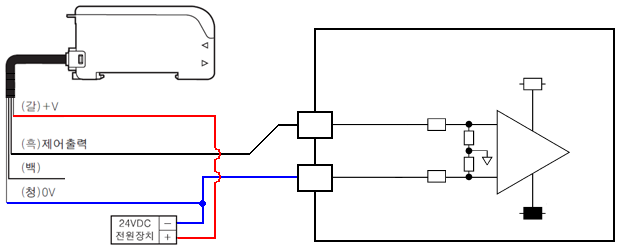 (갈)+V
(흑)제어출력
(백)
(청)0V
24VDC −
전원장치 +